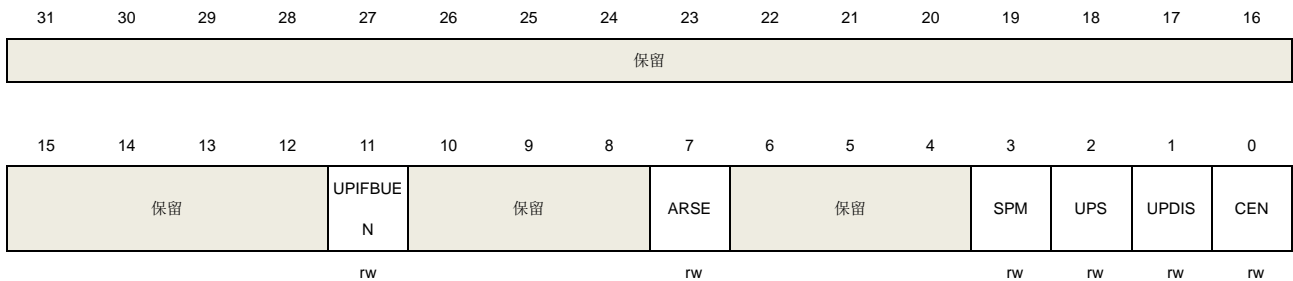 31 30 29 28 27 26 25 24 23 22 21 20 19 18 17 16
保留
15 14 13 12 11 10 9 8 7 6 5 4 3 2 1 0
保留 UPIFBUE
N 保留 ARSE 保留 SPM UPS UPDIS CEN
rw rw rw rw rw rw